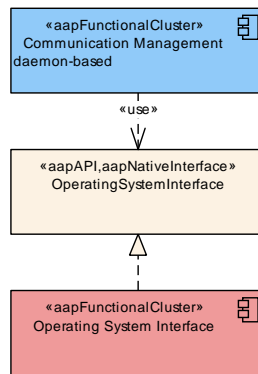 «aapFunctionalCluster»
Communication Management
daemon-based
«use»
«aapAPI,aapNativeInterface»
OperatingSystemInterface
«aapFunctionalCluster»
Operating System Interface